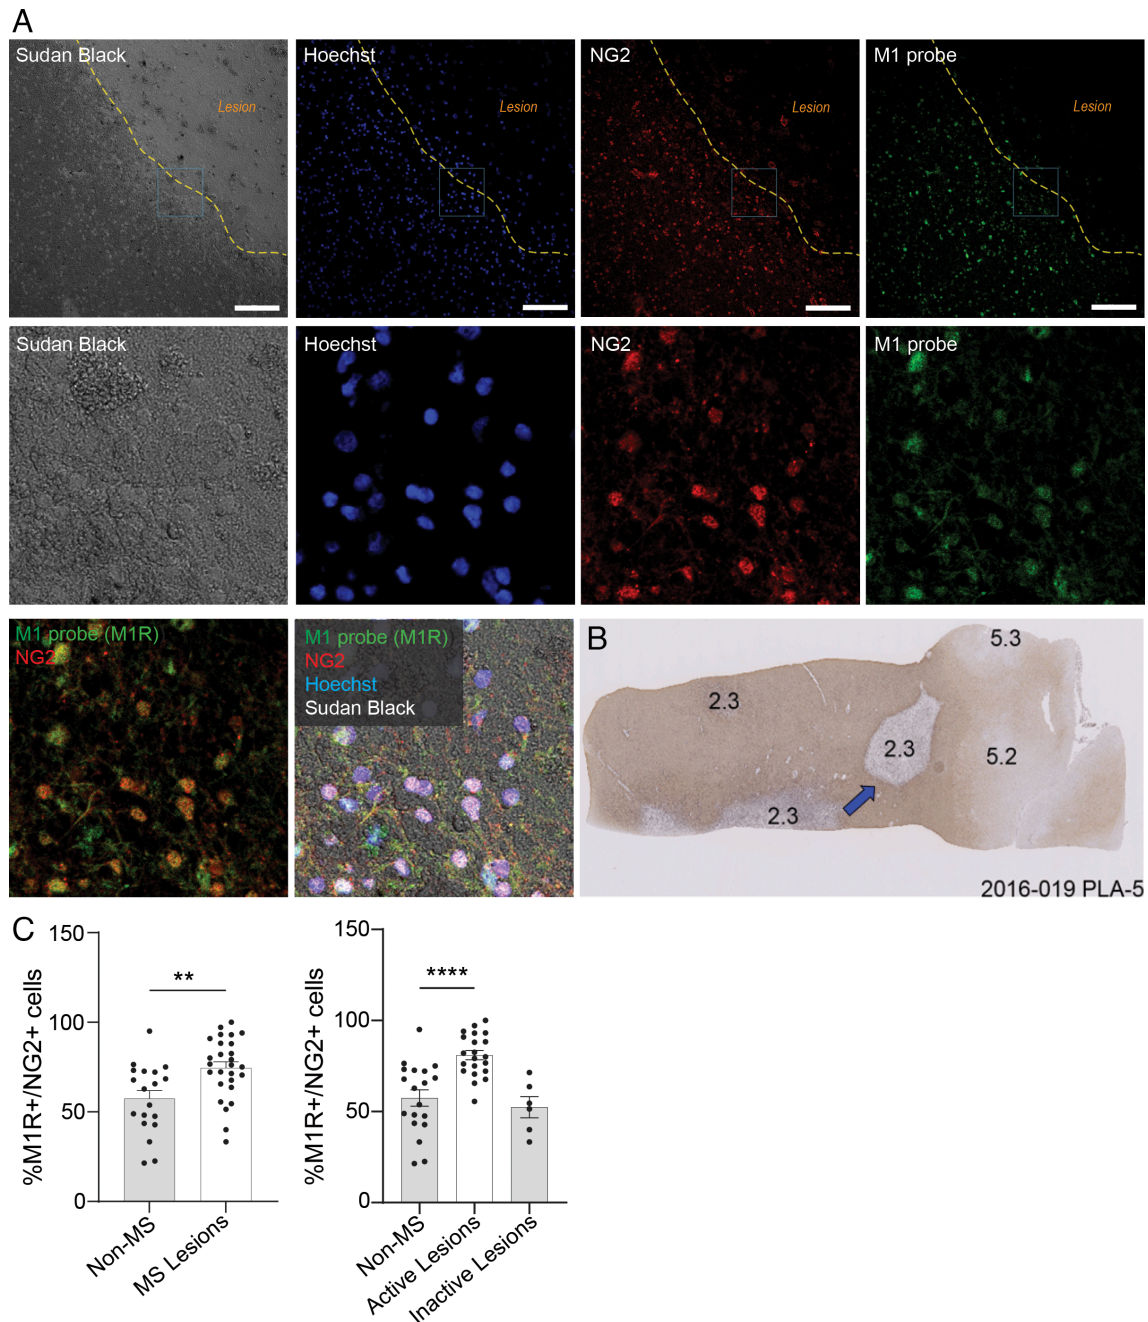 A
Sudan Black
Hoechst
NG2
M1 probe
Lesion
Lesion
Lesion
Lesion
Sudan Black
Hoechst
NG2
M1 probe
M1 probe (M1R)
NG2
M1 probe (M1R)
NG2
Hoechst
Sudan Black
B
5.3
2.3
2.3
5.2
2.3
2016-019 PLA-5
C
%M1R+/NG2+ cells
150
100
50
0
**
Non-MS
MS Lesions
%M1R+/NG2+ cells
150
100
50
0
****
Non-MS
Active Lesions
Inactive Lesions